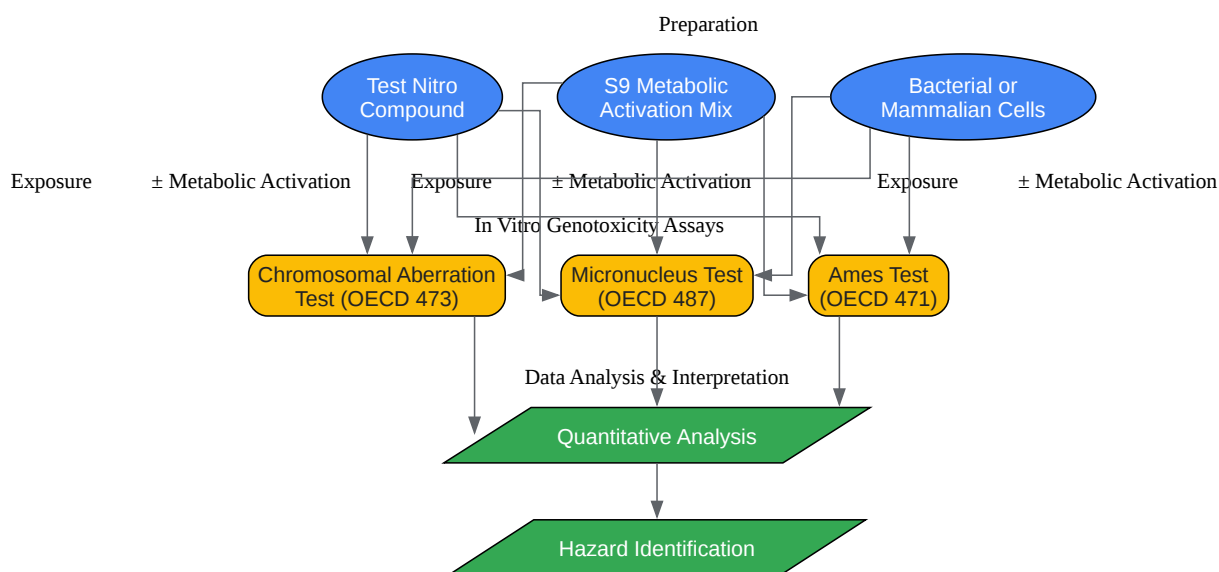 Preparation
Test Nitro
Compound
S9 Metabolic
Activation Mix
Bacterial or
Mammalian Cells
Exposure
± Metabolic Activation
Exposure
± Metabolic Activation
Exposure
± Metabolic Activation
In Vitro Genotoxicity Assays
Chromosomal Aberration
Test (OECD 473)
Micronucleus Test
(OECD 487)
Ames Test
(OECD 471)
Data Analysis & Interpretation
Quantitative Analysis
Hazard Identification